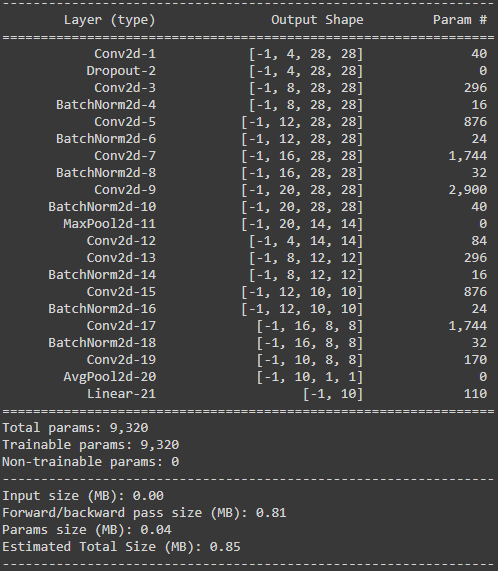 ----------------------------------------------------------------
Layer (type) Output Shape Param #
================================================================
Conv2d-1 [-1, 4, 28, 28] 40
Dropout-2 [-1, 4, 28, 28] 0
Conv2d-3 [-1, 8, 28, 28] 296
BatchNorm2d-4 [-1, 8, 28, 28] 16
Conv2d-5 [-1, 12, 28, 28] 876
BatchNorm2d-6 [-1, 12, 28, 28] 24
Conv2d-7 [-1, 16, 28, 28] 1,744
BatchNorm2d-8 [-1, 16, 28, 28] 32
Conv2d-9 [-1, 20, 28, 28] 2,900
BatchNorm2d-10 [-1, 20, 28, 28] 40
MaxPool2d-11 [-1, 20, 14, 14] 0
Conv2d-12 [-1, 4, 14, 14] 84
Conv2d-13 [-1, 8, 12, 12] 296
BatchNorm2d-14 [-1, 8, 12, 12] 16
Conv2d-15 [-1, 12, 10, 10] 876
BatchNorm2d-16 [-1, 12, 10, 10] 24
Conv2d-17 [-1, 16, 8, 8] 1,744
BatchNorm2d-18 [-1, 16, 8, 8] 32
Conv2d-19 [-1, 10, 8, 8] 170
AvgPool2d-20 [-1, 10, 1, 1] 0
Linear-21 [-1, 10] 110
================================================================
Total params: 9,320
Trainable params: 9,320
Non-trainable params: 0
----------------------------------------------------------------
Input size (MB): 0.00
Forward/backward pass size (MB): 0.81
Params size (MB): 0.04
Estimated Total Size (MB): 0.85
----------------------------------------------------------------